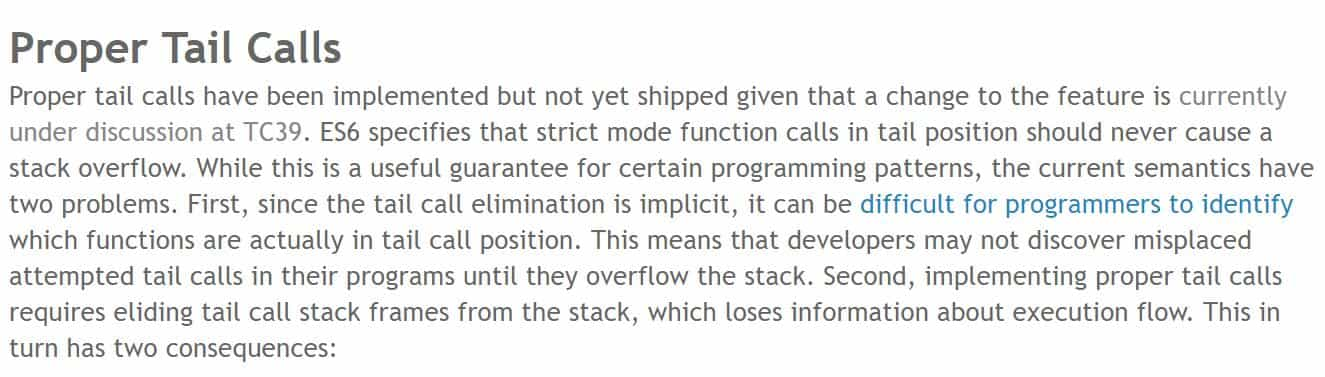 Proper Tail Calls
Proper tail calls have been implemented but not yet shipped given that a change to the feature is currently
under discussion at TC39. ES6 specifies that strict mode function calls in tail position should never cause a
stack overflow. While this is a useful guarantee for certain programming patterns, the current semantics have
two problems. First, since the tail call elimination is implicit, it can be difficult for programmers to identify
which functions are actually in tail call position. This means that developers may not discover misplaced
attempted tail calls in their programs until they overflow the stack. Second, implementing proper tail calls
requires eliding tail call stack frames from the stack, which loses information about execution flow. This in
turn has two consequences: